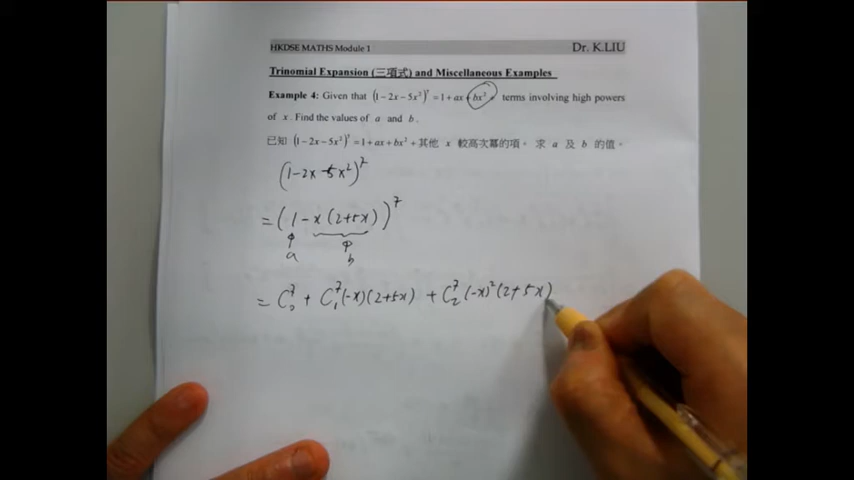 HKDSE MATHS Module 1 Dr. K.LIU
Trinomial Expansion (三項式) and Miscellaneous Examples
Example 4: Given that (1−2x−5x²)⁷ = 1 + ax + bx² + terms involving high powers
of x. Find the values of a and b.
已知 (1−2x−5x²)⁷ = 1 + ax + bx² + 其他 x 較高次冪的項。 求 a 及 b 的值。
(1−2x−5x²)⁷
= (1 − x (2+5x))⁷
a b
= C₀⁷ + C₁⁷(−x)(2+5x) + C₂⁷(−x)²(2+5x)